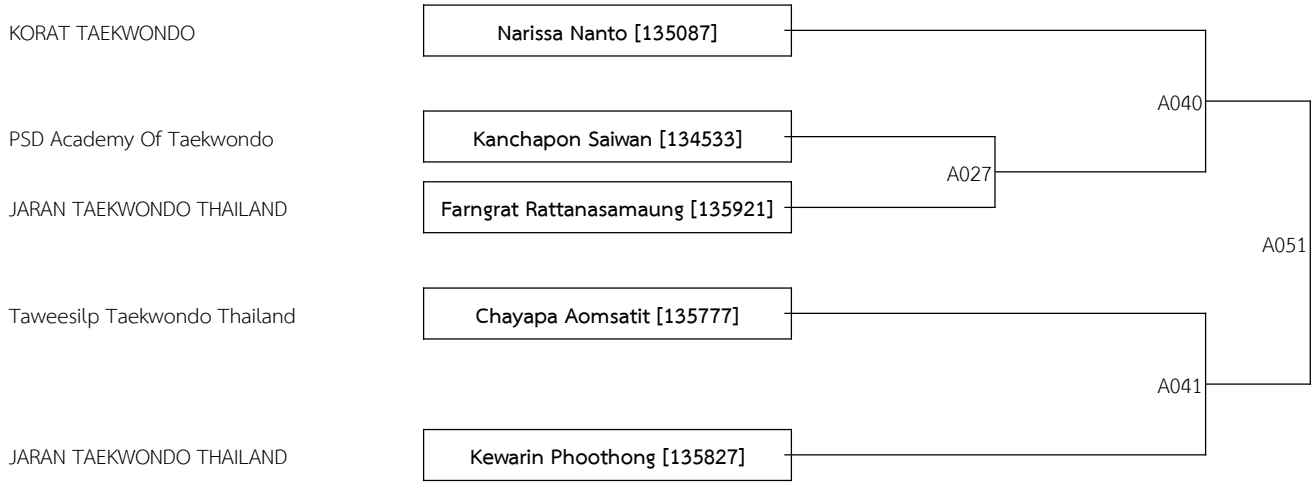 KORAT TAEKWONDO Narissa Nanto [135087]
A040
PSD Academy Of Taekwondo Kanchapon Saiwan [134533]
A027
JARAN TAEKWONDO THAILAND Farngrat Rattanasamaung [135921]
A051
Taweesilp Taekwondo Thailand Chayapa Aomsatit [135777]
A041
JARAN TAEKWONDO THAILAND Kewarin Phoothong [135827]